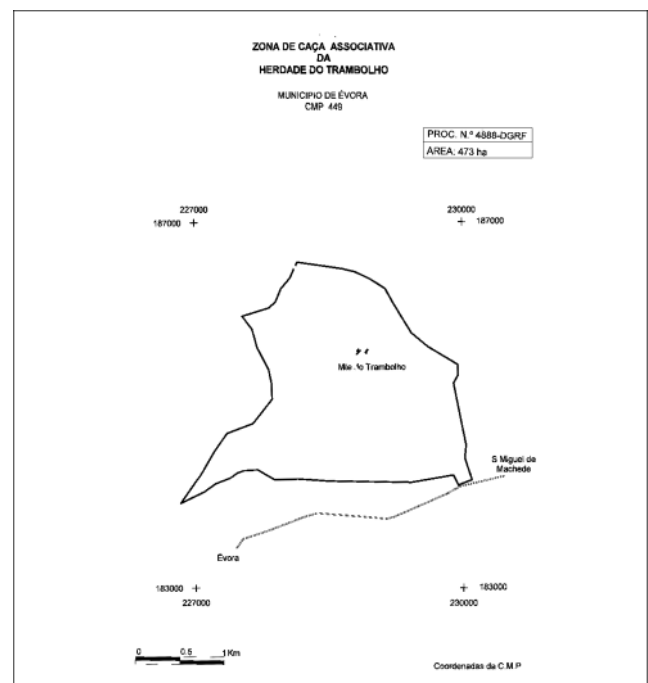 ZONA DE CAÇA ASSOCIATIVA
DA
HERDADE DO TRAMBOLHO
MUNICIPIO DE ÉVORA
CMP 449
PROC. N.º 4888-DGRF
ÁREA: 473 ha
227000
187000
230000
187000
Mte do Trambolho
S Miguel de
Machede
Évora
183000
227000
183000
230000
0 0.5 1Km
Coordenadas da C.M.P